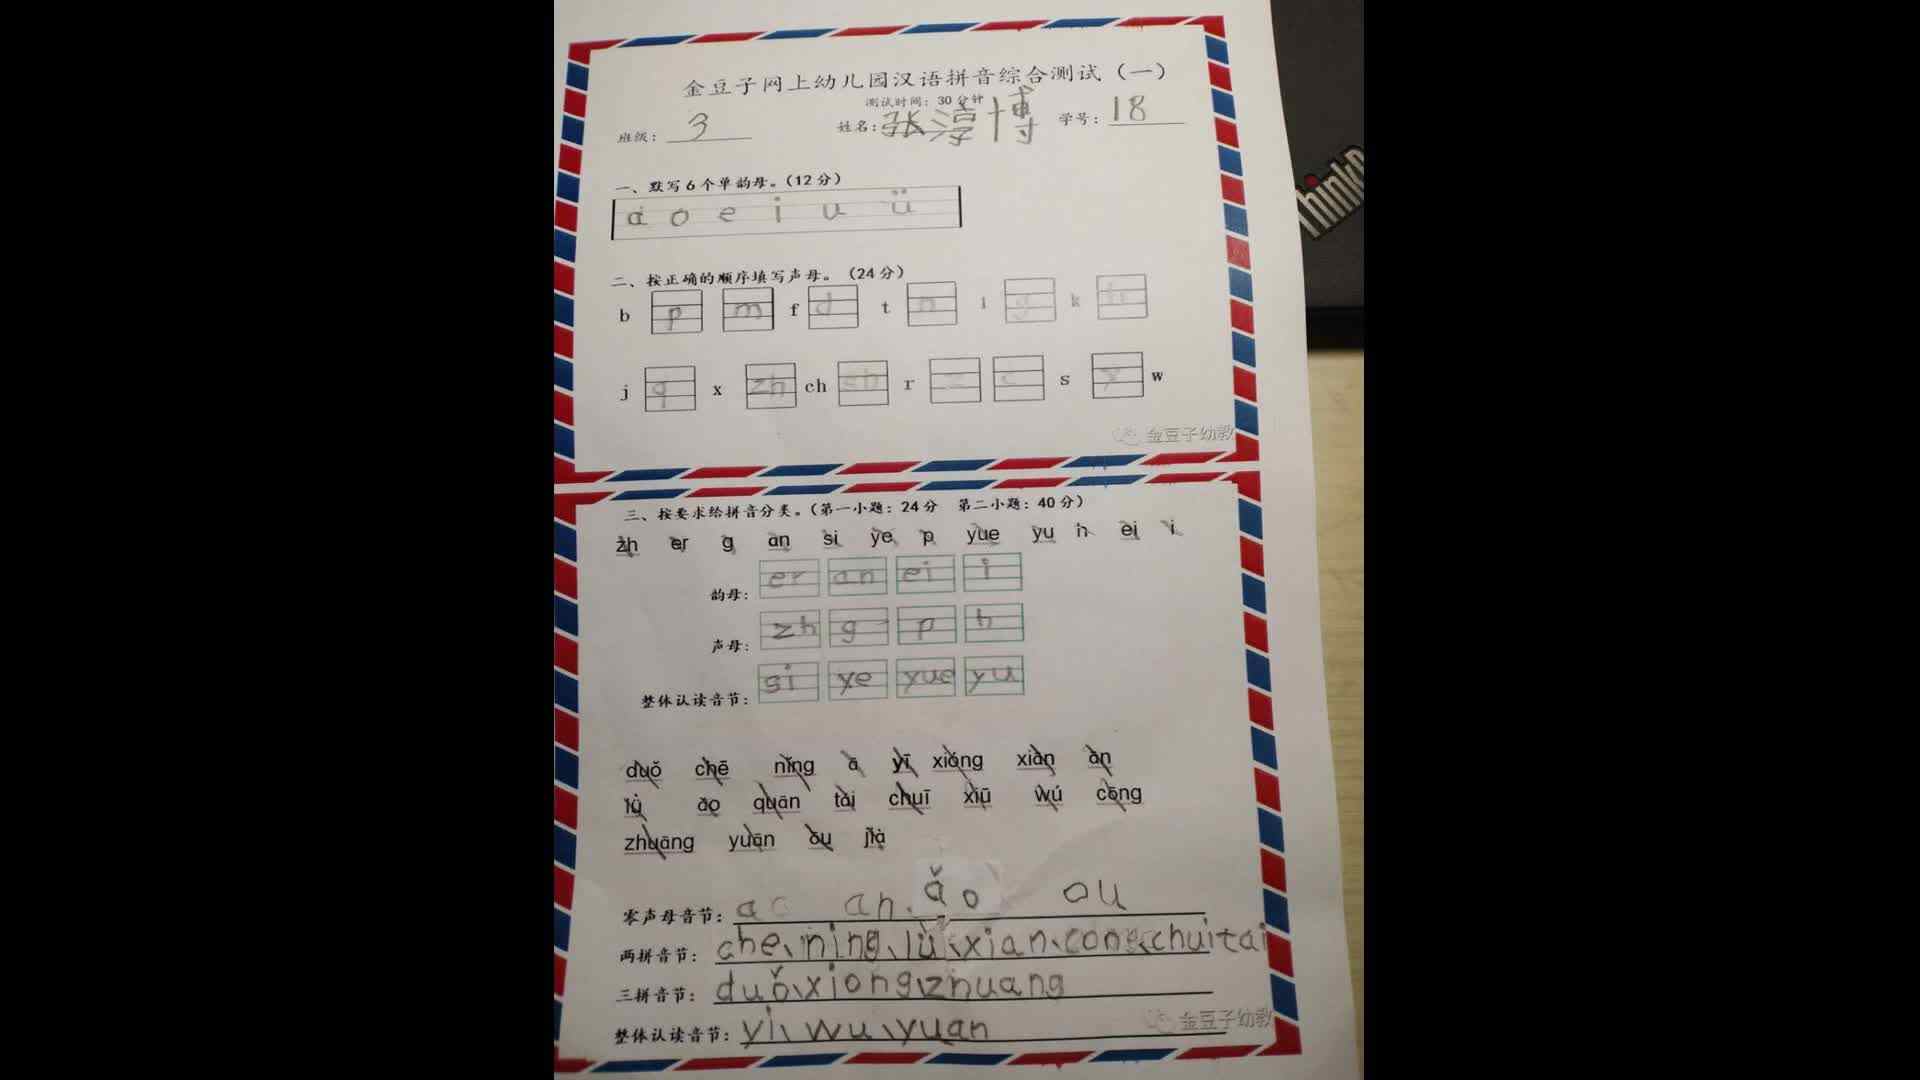 金豆子网上幼儿园汉语拼音综合测试（一）
测试时间：30分钟
班级：3 姓名：张淳博 学号：18
一、默写6个单韵母。（12分）
a o e i u ü
二、按正确的顺序填写声母。（24分）
b p m f d t n l g k h
j q x zh ch sh r z c s y w
金豆子幼教
三、按要求给拼音分类。（第一小题：24分 第二小题：40分）
zh er g an si ye p yue yu h ei i
韵母：er an ei i
声母：zh g p h
整体认读音节：si ye yue yu
duǒ chē nǐng ā yī xióng xiàn àn
lǜ ǎo quān tái chuī xiū wú cōng
zhuāng yuān ǒu jià
零声母音节：a an ǎo ou
两拼音节：che、ning、lü、xian、cong、chui tai
三拼音节：duǒ、xiong、zhuang
整体认读音节：yi、wu、yuan
金豆子幼教
Think